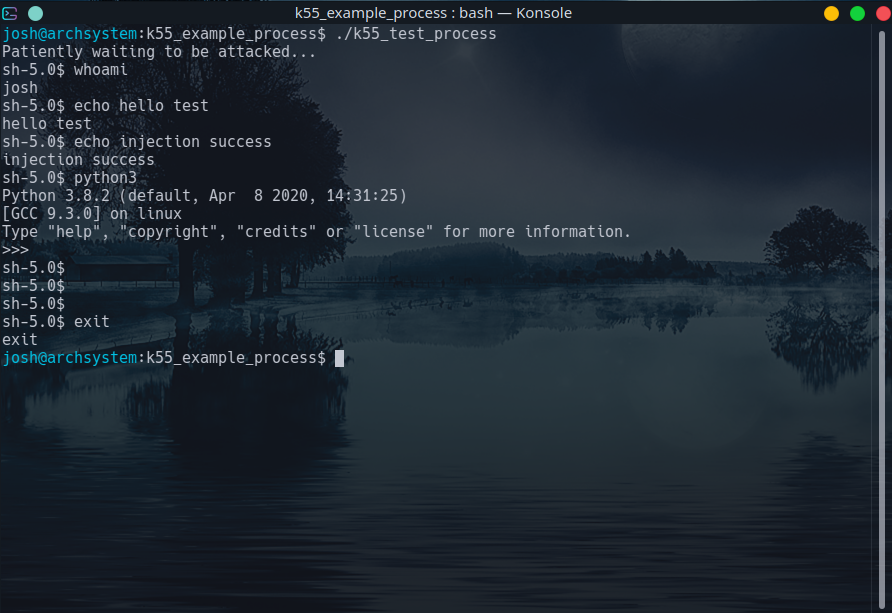 k55_example_process : bash — Konsole
josh@archsystem:k55_example_process$ ./k55_test_process
Patiently waiting to be attacked...
sh-5.0$ whoami
josh
sh-5.0$ echo hello test
hello test
sh-5.0$ echo injection success
injection success
sh-5.0$ python3
Python 3.8.2 (default, Apr  8 2020, 14:31:25)
[GCC 9.3.0] on linux
Type "help", "copyright", "credits" or "license" for more information.
>>>
sh-5.0$
sh-5.0$
sh-5.0$
sh-5.0$ exit
exit
josh@archsystem:k55_example_process$